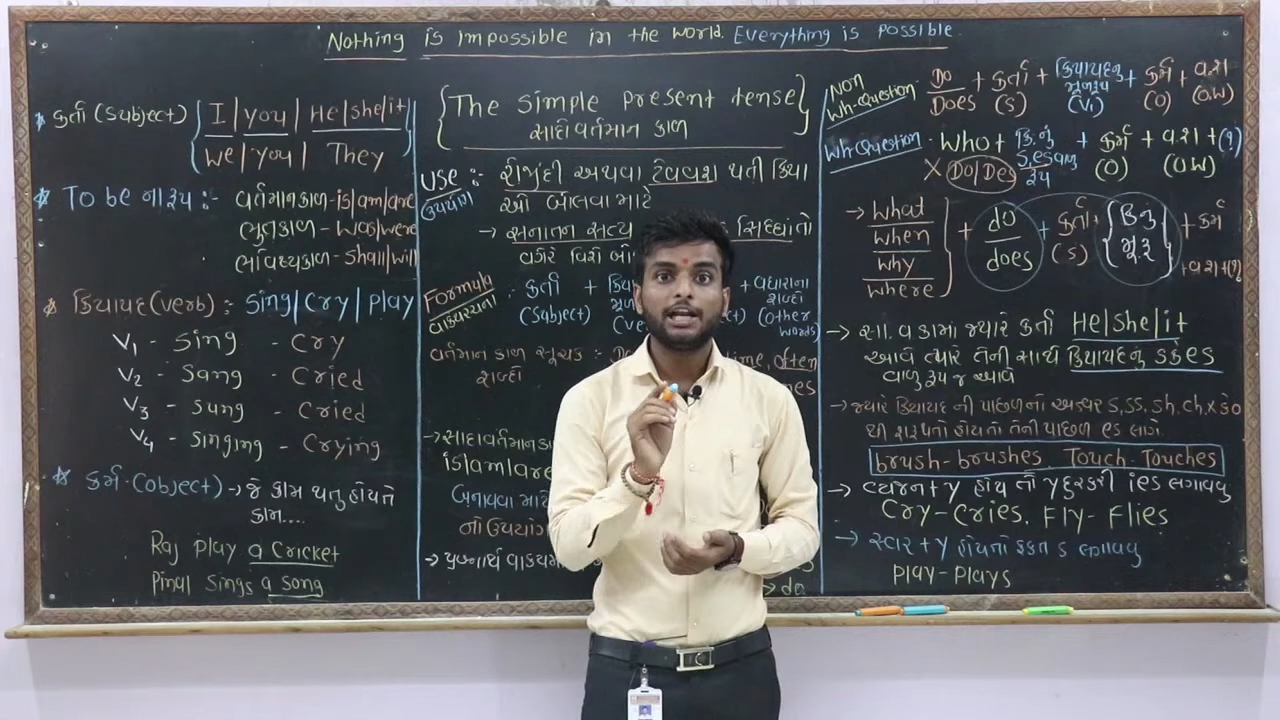 Nothing is impossible in the world. Everything is possible.
* કર્તા (Subject) { I | you | He | she | it
We | you | They }
* To be ના રૂપ :- વર્તમાનકાળ - is/am/are
ભુતકાળ - was/were
ભવિષ્યકાળ - Shall/will
* ક્રિયાપદ (verb) : Sing / Cry / Play
V1 - Sing - Cry
V2 - Sang - Cried
V3 - Sung - Cried
V4 - Singing - Crying
* કર્મ - (object) → જે કામ થતુ હોય તે
કામ....
Raj play a Cricket
Pinal Sings a song
{ The Simple Present tense }
સાદો વર્તમાન કાળ
USE :- રોજીંદી અથવા ટેવવશ થતી ક્રિયા
ઉપયોગ
ઓ બોલવા માટે
→ સનાતન સત્ય સિદ્ધાંતો
વગેરે વિશે
Formula : કર્તા + + વધારાના
વાક્યરચના શબ્દો
(Subject) (other
words)
વર્તમાન કાળ સૂચક :- time, often
શબ્દો
→ સાદાવર્તમાનકા
is/am/are
બનાવવા માટે
નો ઉપયોગ
→ do
NON Wh-Question Do/Does + કર્તા (S) + ક્રિયાપદનુ મૂળરૂપ (V1) + કર્મ (O) + વ.શ (O.W)
Wh Question Who + ક્રિ.નું S, es વાળુ રૂપ + કર્મ (O) + વ.શ + (?) (O.W)
X Do/Des
→ What
when
why
where
+ do/does + કર્તા (S) + { ક્રિનુ મૂરૂ } + કર્મ
+ વ.શ + (?)
→ સા. વ કામા જ્યારે કર્તા He/She/it
આવે ત્યારે તેની સાથે ક્રિયાપદનું s કે es
વાળુ રૂપ જ આવે
→ જ્યારે ક્રિયાપદ ની પાછળનો અક્ષર S, SS, Sh, Ch, X કે o
થી શરૂ થતો હોય તો તેની પાછળ es લાગે.
brush - brushes Touch - Touches
→ વ્યંજન + y હોય તો y દુર કરી ies લગાવવુ
Cry - Cries. Fly - Flies
→ સ્વર + y હોય તો ફક્ત s લગાવવુ
Play - Plays